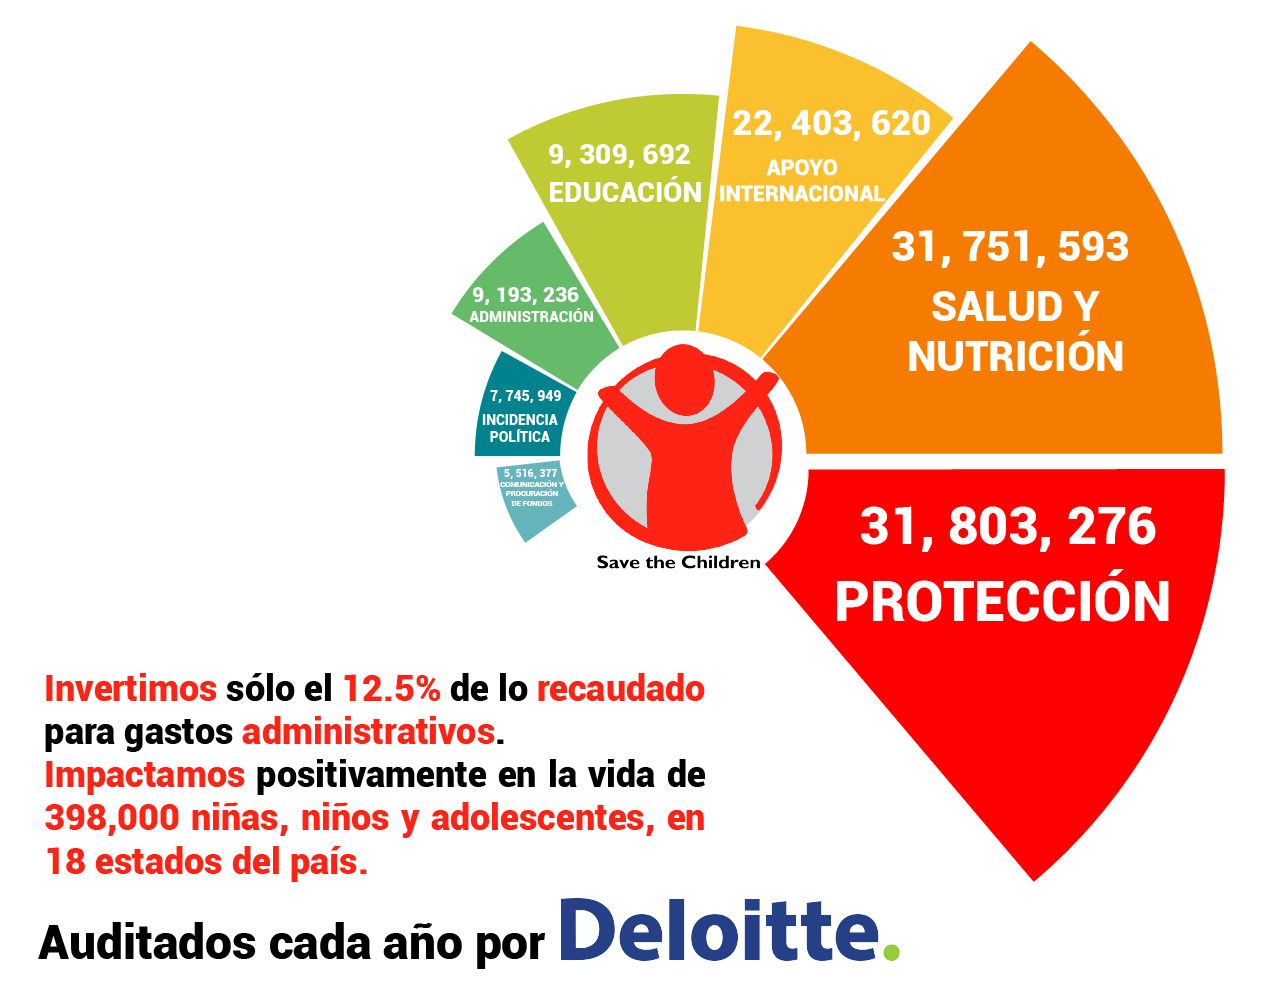 22, 403, 620
APOYO
INTERNACIONAL
9, 309, 692
EDUCACIÓN
31, 751, 593
SALUD Y
NUTRICIÓN
9, 193, 236
ADMINISTRACIÓN
7, 745, 949
INCIDENCIA
POLÍTICA
5, 516, 377
COMUNICACIÓN Y
PROCURACIÓN
DE FONDOS
31, 803, 276
PROTECCIÓN
Save the Children
Invertimos sólo el 12.5% de lo recaudado
para gastos administrativos.
Impactamos positivamente en la vida de
398,000 niñas, niños y adolescentes, en
18 estados del país.
Auditados cada año por Deloitte.